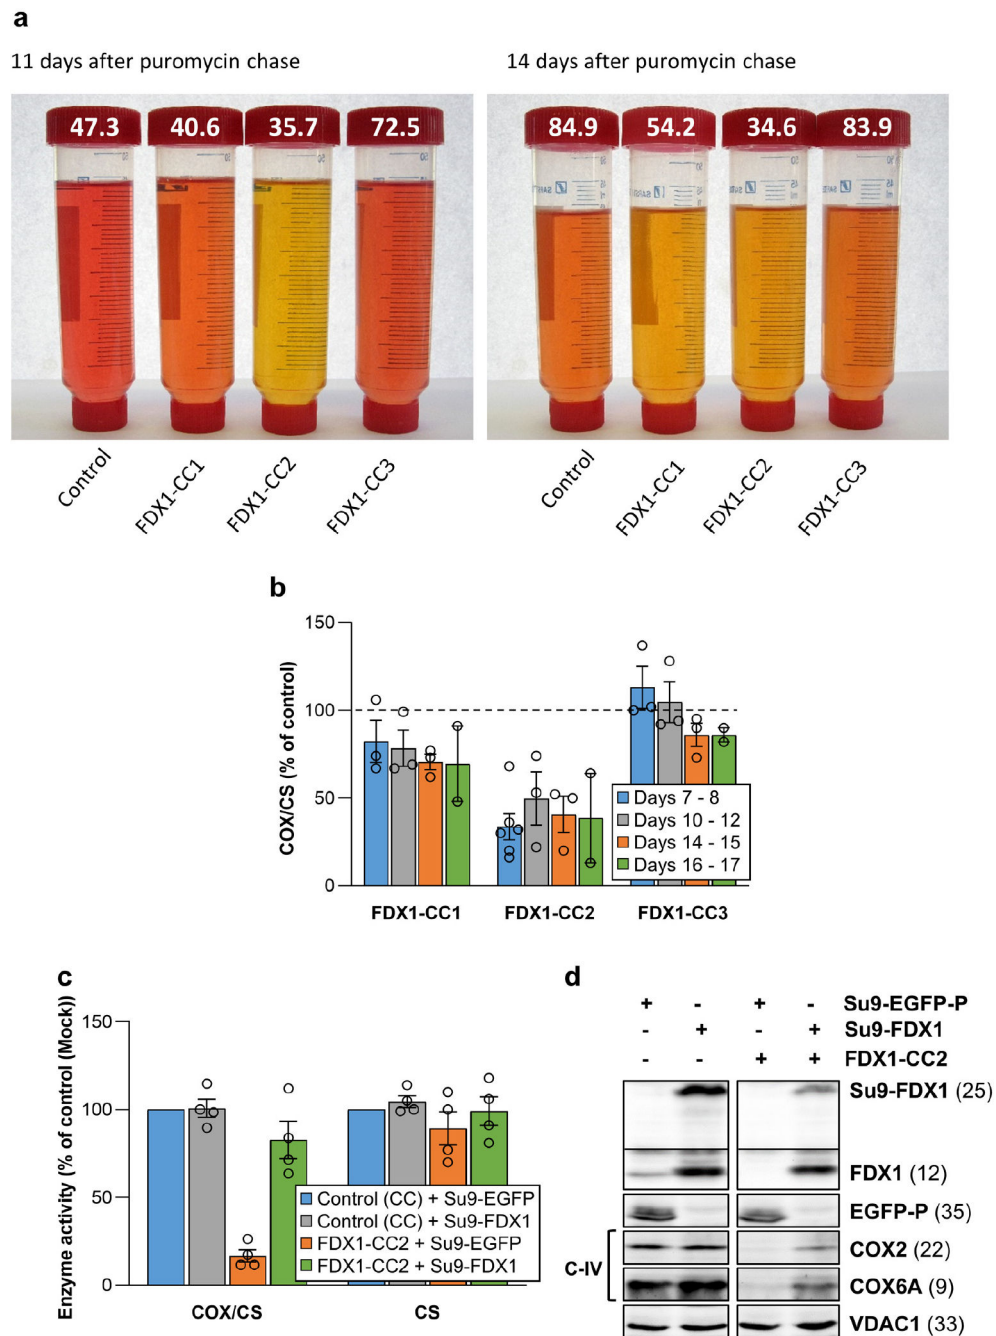 a
11 days after puromycin chase
14 days after puromycin chase
47.3 40.6 35.7 72.5
84.9 54.2 34.6 83.9
Control FDX1-CC1 FDX1-CC2 FDX1-CC3
Control FDX1-CC1 FDX1-CC2 FDX1-CC3
b
COX/CS (% of control)
150
100
50
0
Days 7 - 8
Days 10 - 12
Days 14 - 15
Days 16 - 17
FDX1-CC1 FDX1-CC2 FDX1-CC3
c
Enzyme activity (% of control (Mock))
150
100
50
0
Control (CC) + Su9-EGFP
Control (CC) + Su9-FDX1
FDX1-CC2 + Su9-EGFP
FDX1-CC2 + Su9-FDX1
COX/CS CS
d
+ - + - Su9-EGFP-P
- + - + Su9-FDX1
- - + + FDX1-CC2
Su9-FDX1 (25)
FDX1 (12)
EGFP-P (35)
C-IV
COX2 (22)
COX6A (9)
VDAC1 (33)